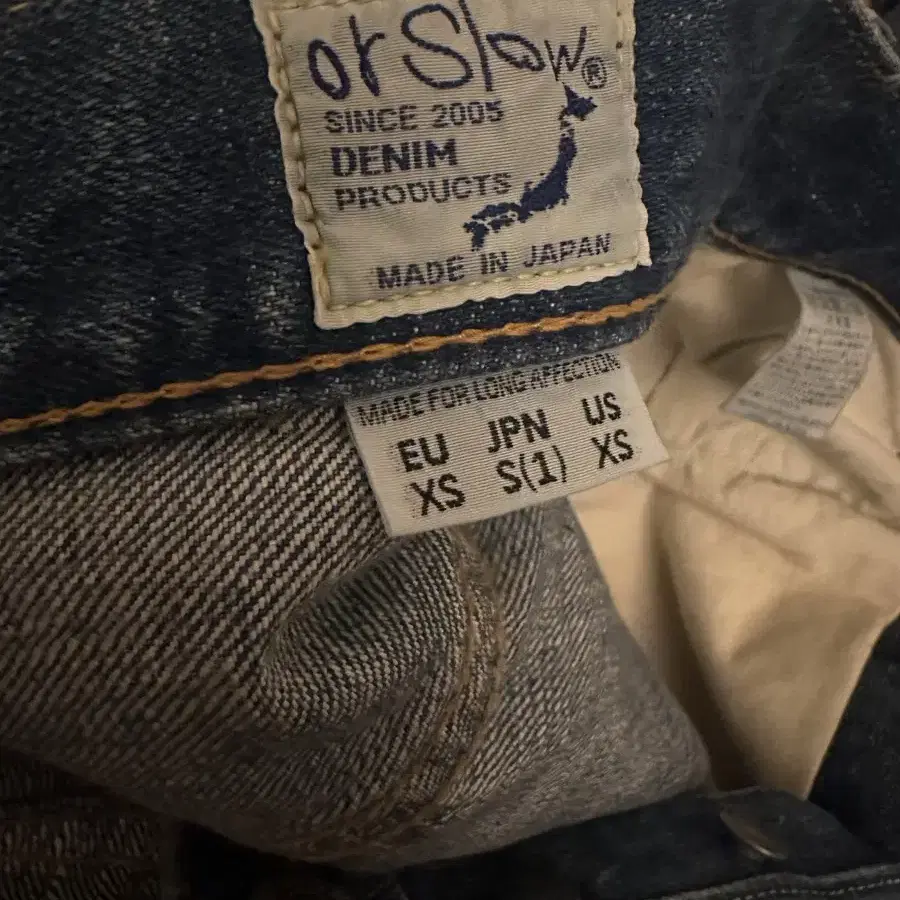 orSlow®
SINCE 2005
DENIM
PRODUCTS
MADE IN JAPAN
MADE FOR LONG AFFECTION
EU JPN US
XS S(1) XS